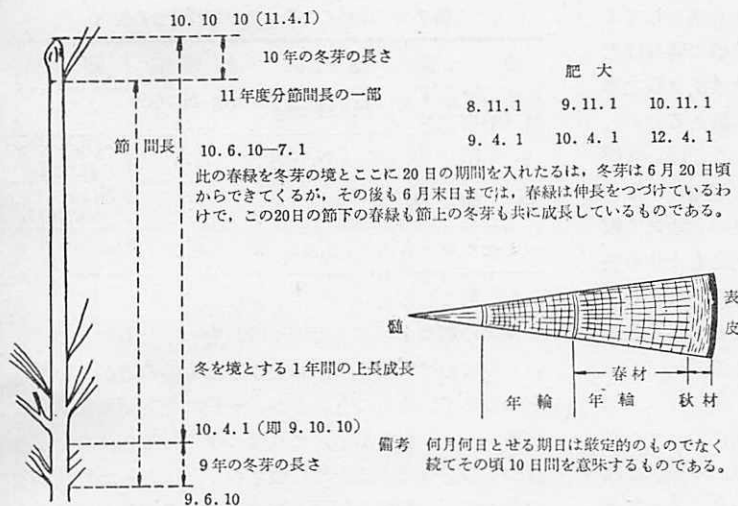 10. 10 10 (11.4.1)
10年の冬芽の長さ
11年度分節間長の一部
節間長
10.6.10—7.1
肥大
8.11.1 9.11.1 10.11.1
9.4.1 10.4.1 12.4.1
此の春緑を冬芽の境とここに20日の期間を入れたるは，冬芽は6月20日頃
からできてくるが，その後も6月末日までは，春緑は伸長をつづけているわ
けで，この20日の節下の春緑も節上の冬芽も共に成長しているものである。
髄
表皮
春材
年輪 年輪 秋材
冬を境とする1年間の上長成長
10.4.1（即9.10.10）
9年の冬芽の長さ
9.6.10
備考 何月何日とせる期日は厳定的のものでなく
続てその頃10日間を意味するものである。